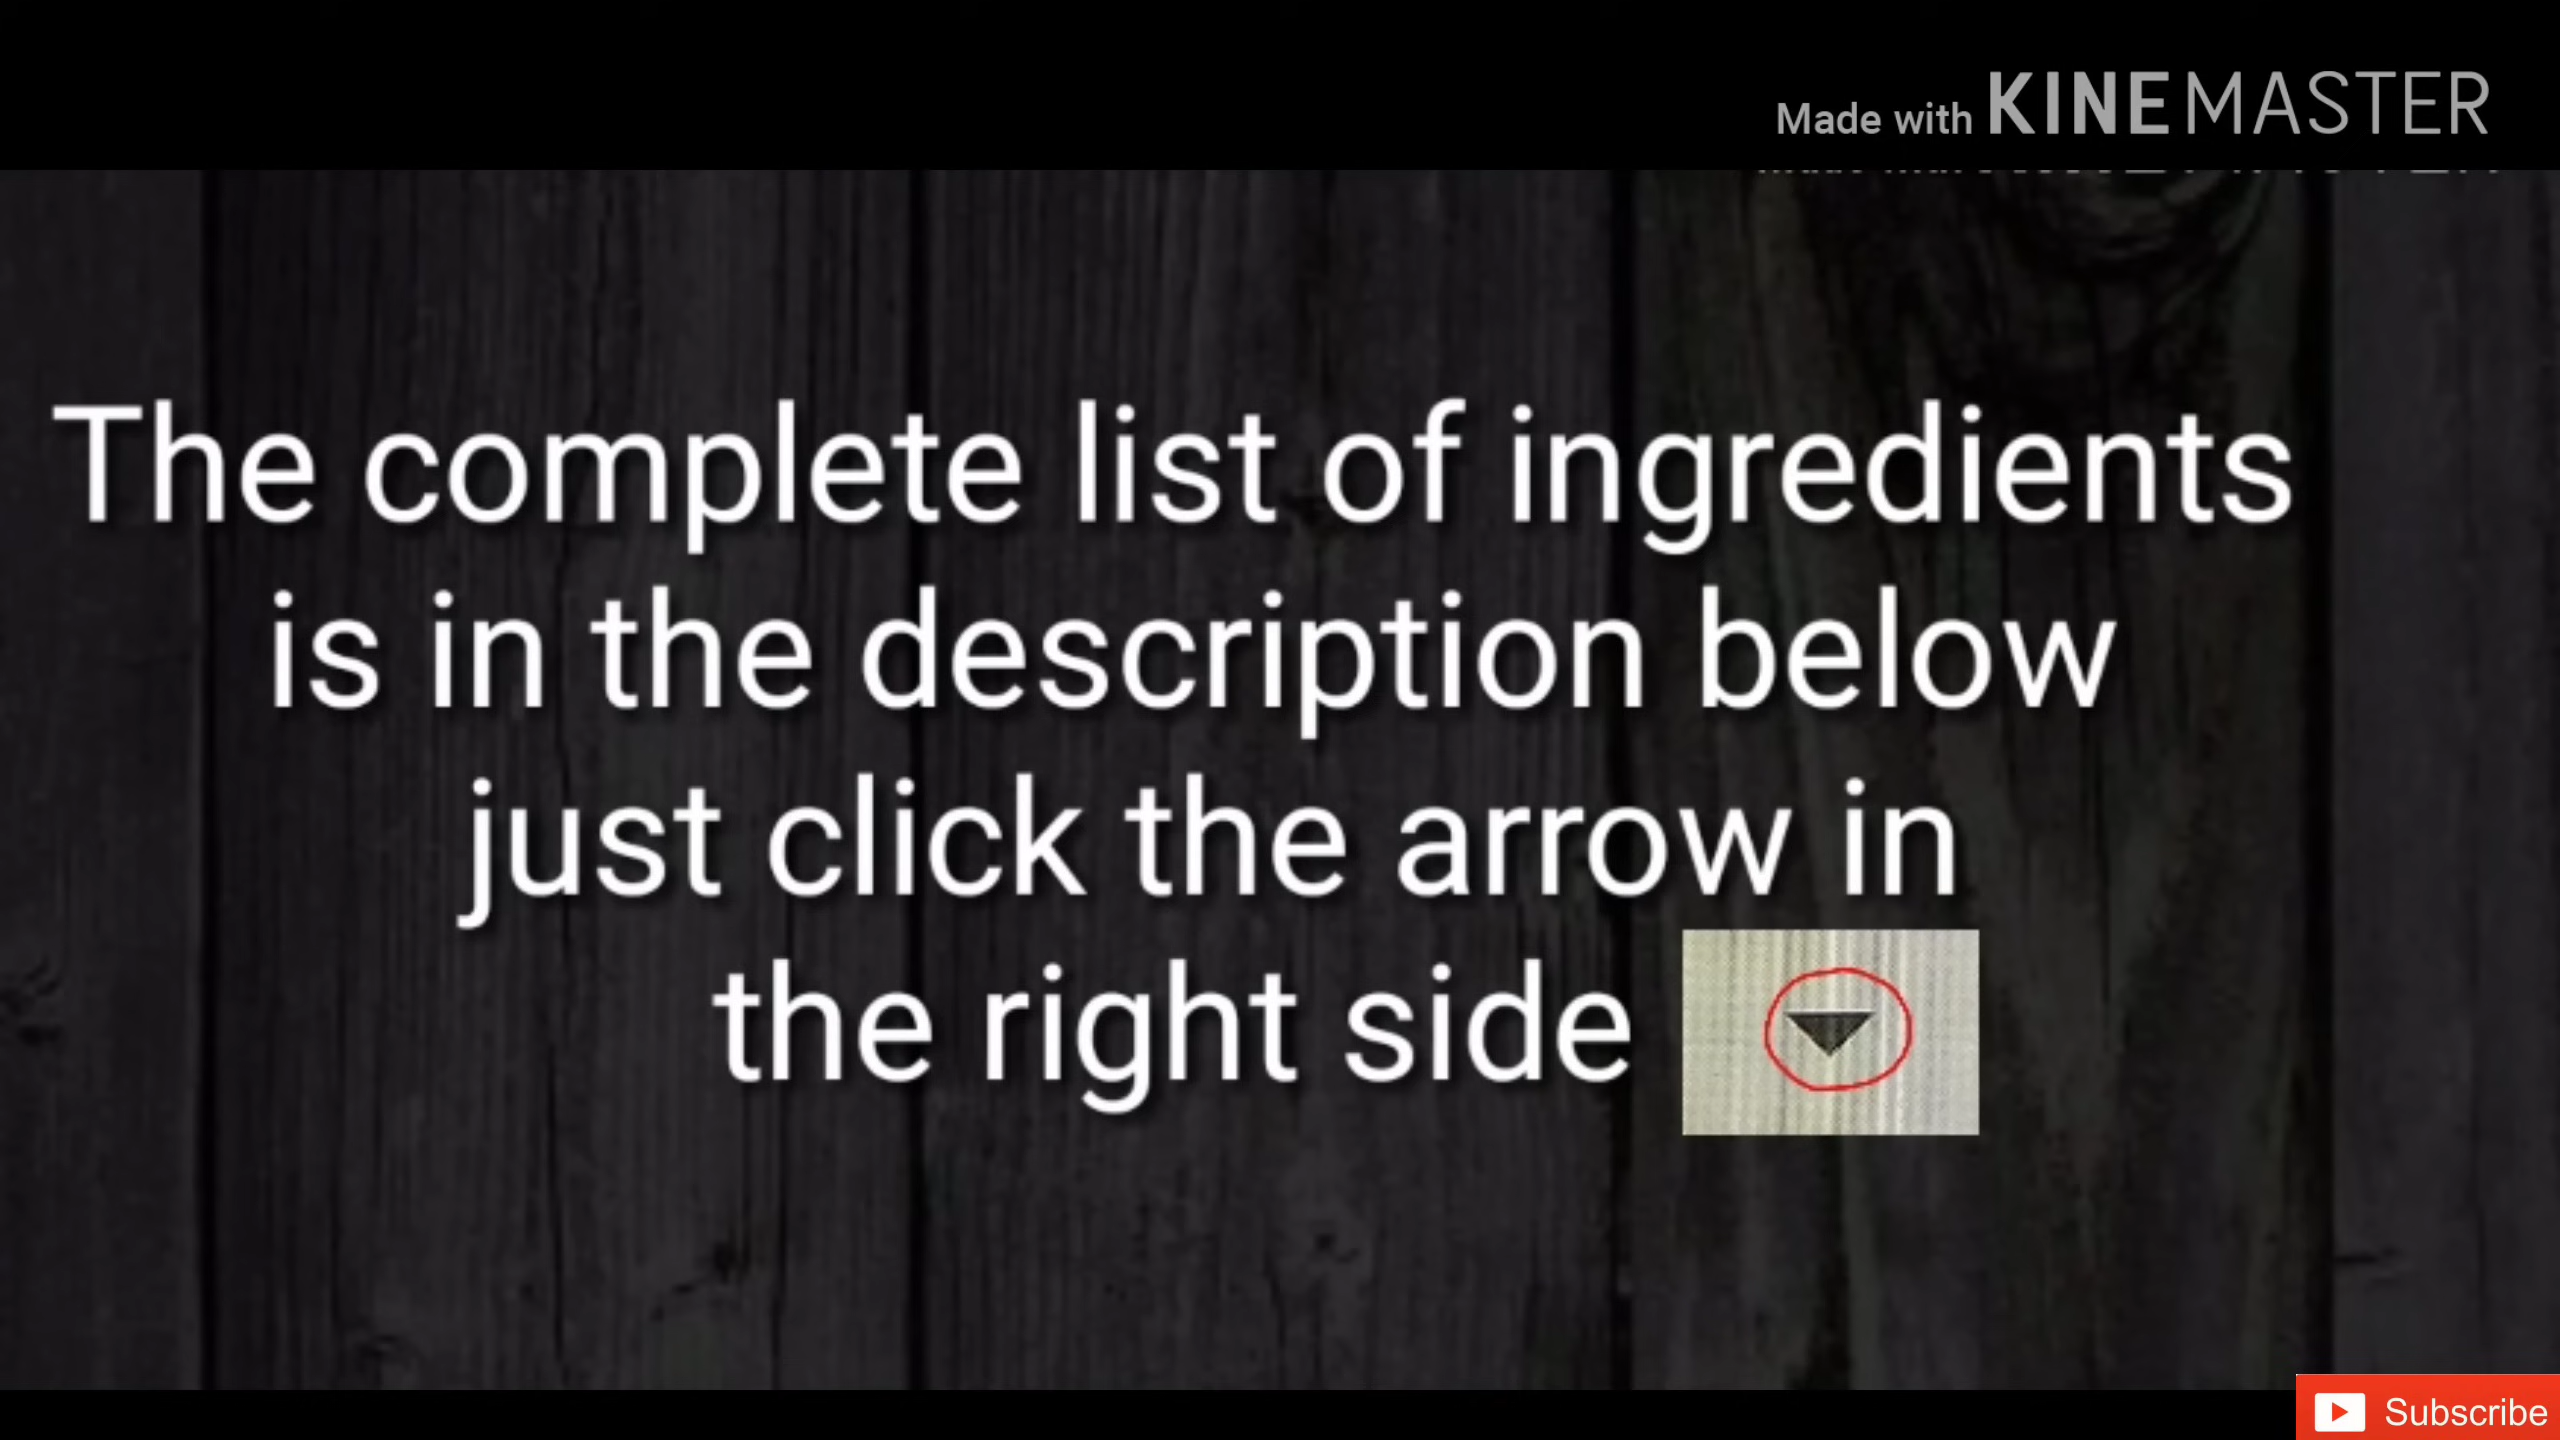 Made with KINEMASTER
The complete list of ingredients
is in the description below
just click the arrow in
the right side
Subscribe